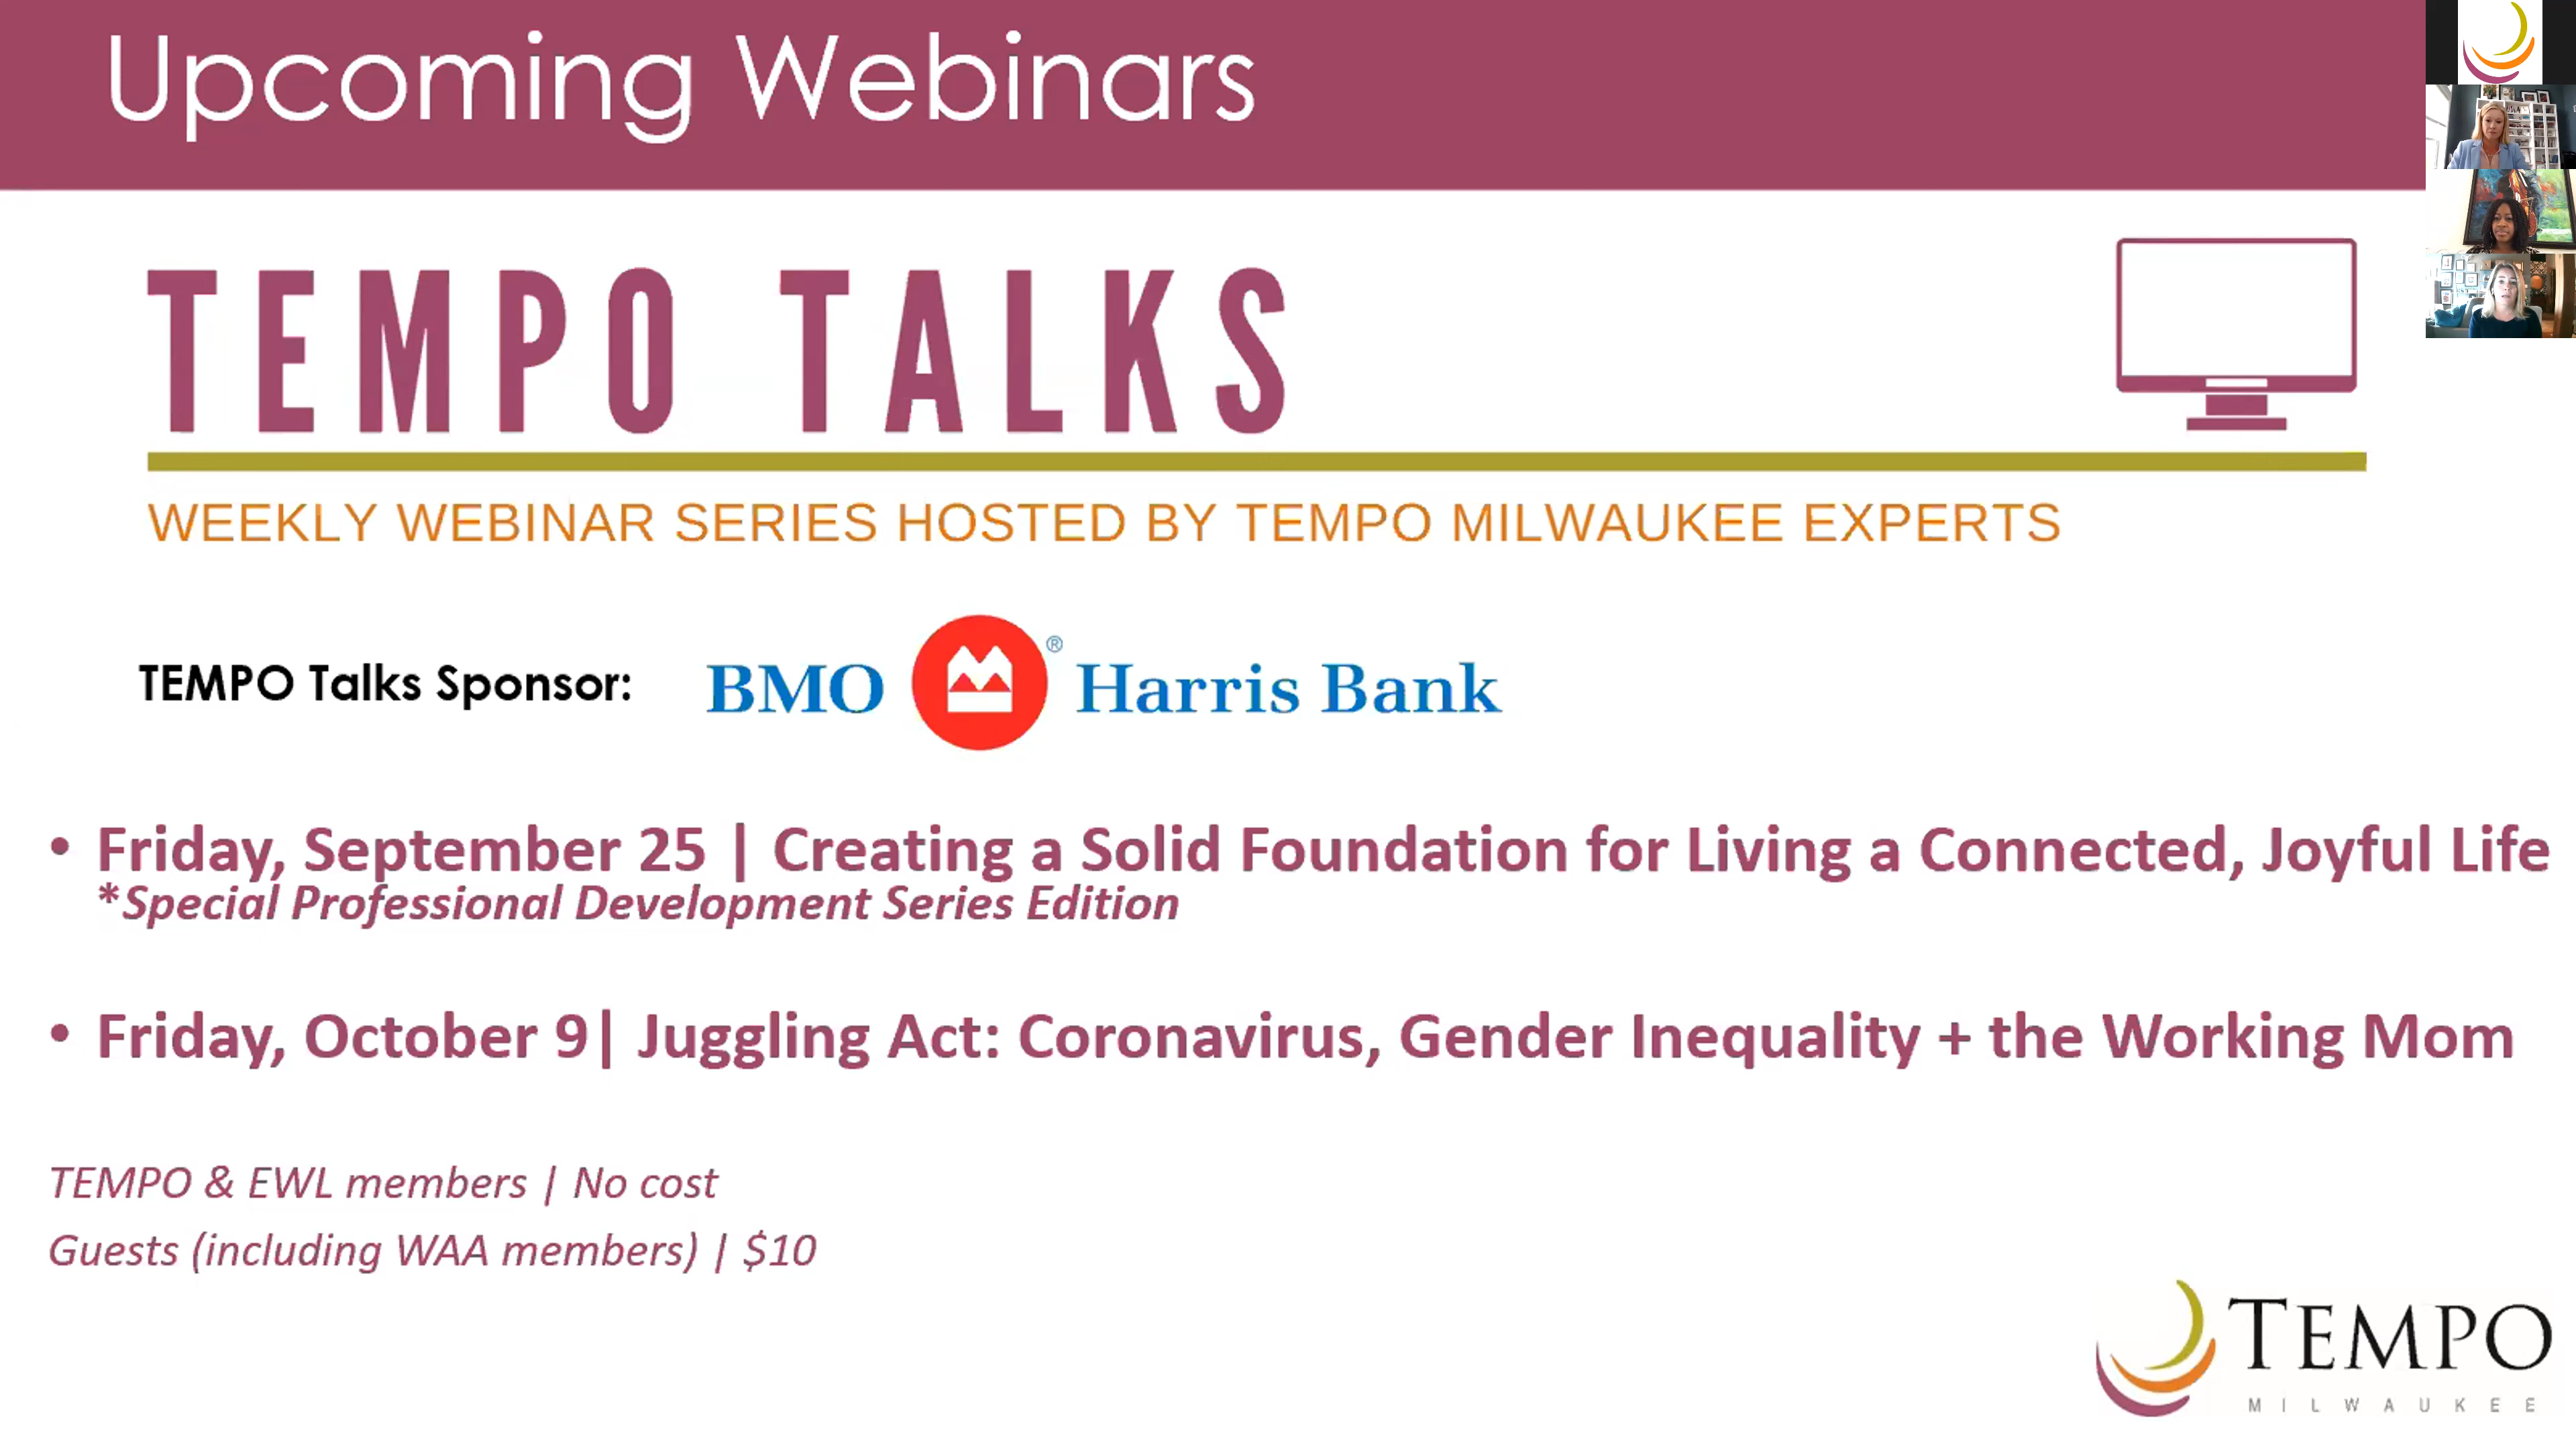 Upcoming Webinars
TEMPO TALKS
WEEKLY WEBINAR SERIES HOSTED BY TEMPO MILWAUKEE EXPERTS
TEMPO Talks Sponsor: BMO ® Harris Bank
• Friday, September 25 | Creating a Solid Foundation for Living a Connected, Joyful Life
*Special Professional Development Series Edition
• Friday, October 9| Juggling Act: Coronavirus, Gender Inequality + the Working Mom
TEMPO & EWL members | No cost
Guests (including WAA members) | $10
TEMPO
MILWAUKEE